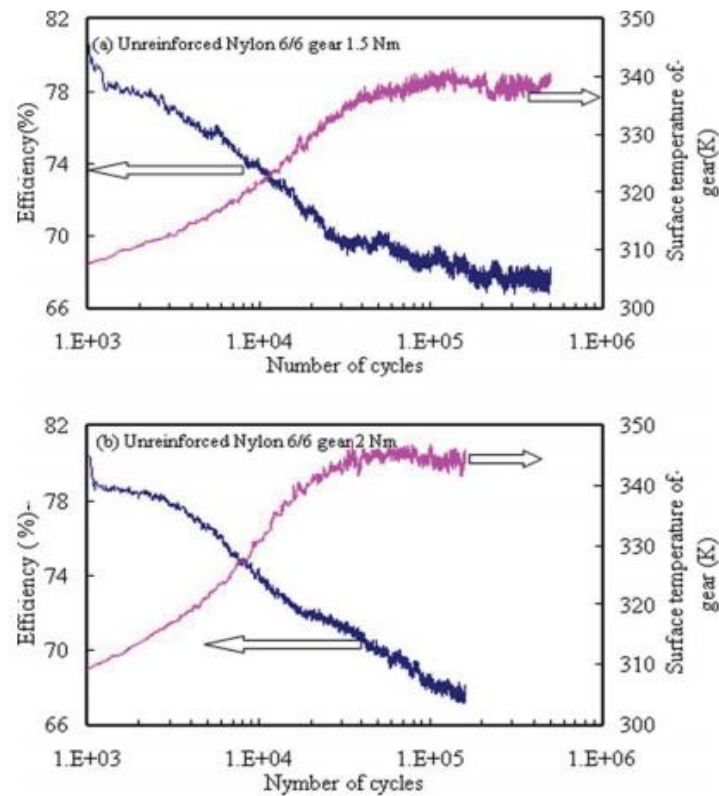 82
350
(a) Unreinforced Nylon 6/6 gear 1.5 Nm
78
340
74
330
70
320
310
66
300
Efficiency(%)
Surface temperature of-
gear(K)
1.E+03
1.E+04
1.E+05
1.E+06
Number of cycles
82
350
(b) Unreinforced Nylon 6/6 gear 2 Nm
78
340
74
330
70
320
310
66
300
Efficiency ( %)--
Surface temperature of-
gear (K)
1.E+03
1.E+04
1.E+05
1.E+06
Nymber of cycles